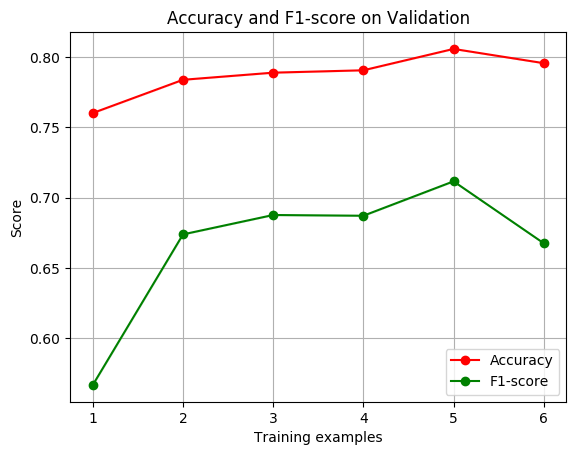 Accuracy and F1-score on Validation
Score
0.80
0.75
0.70
0.65
0.60
Accuracy
F1-score
1 2 3 4 5 6
Training examples